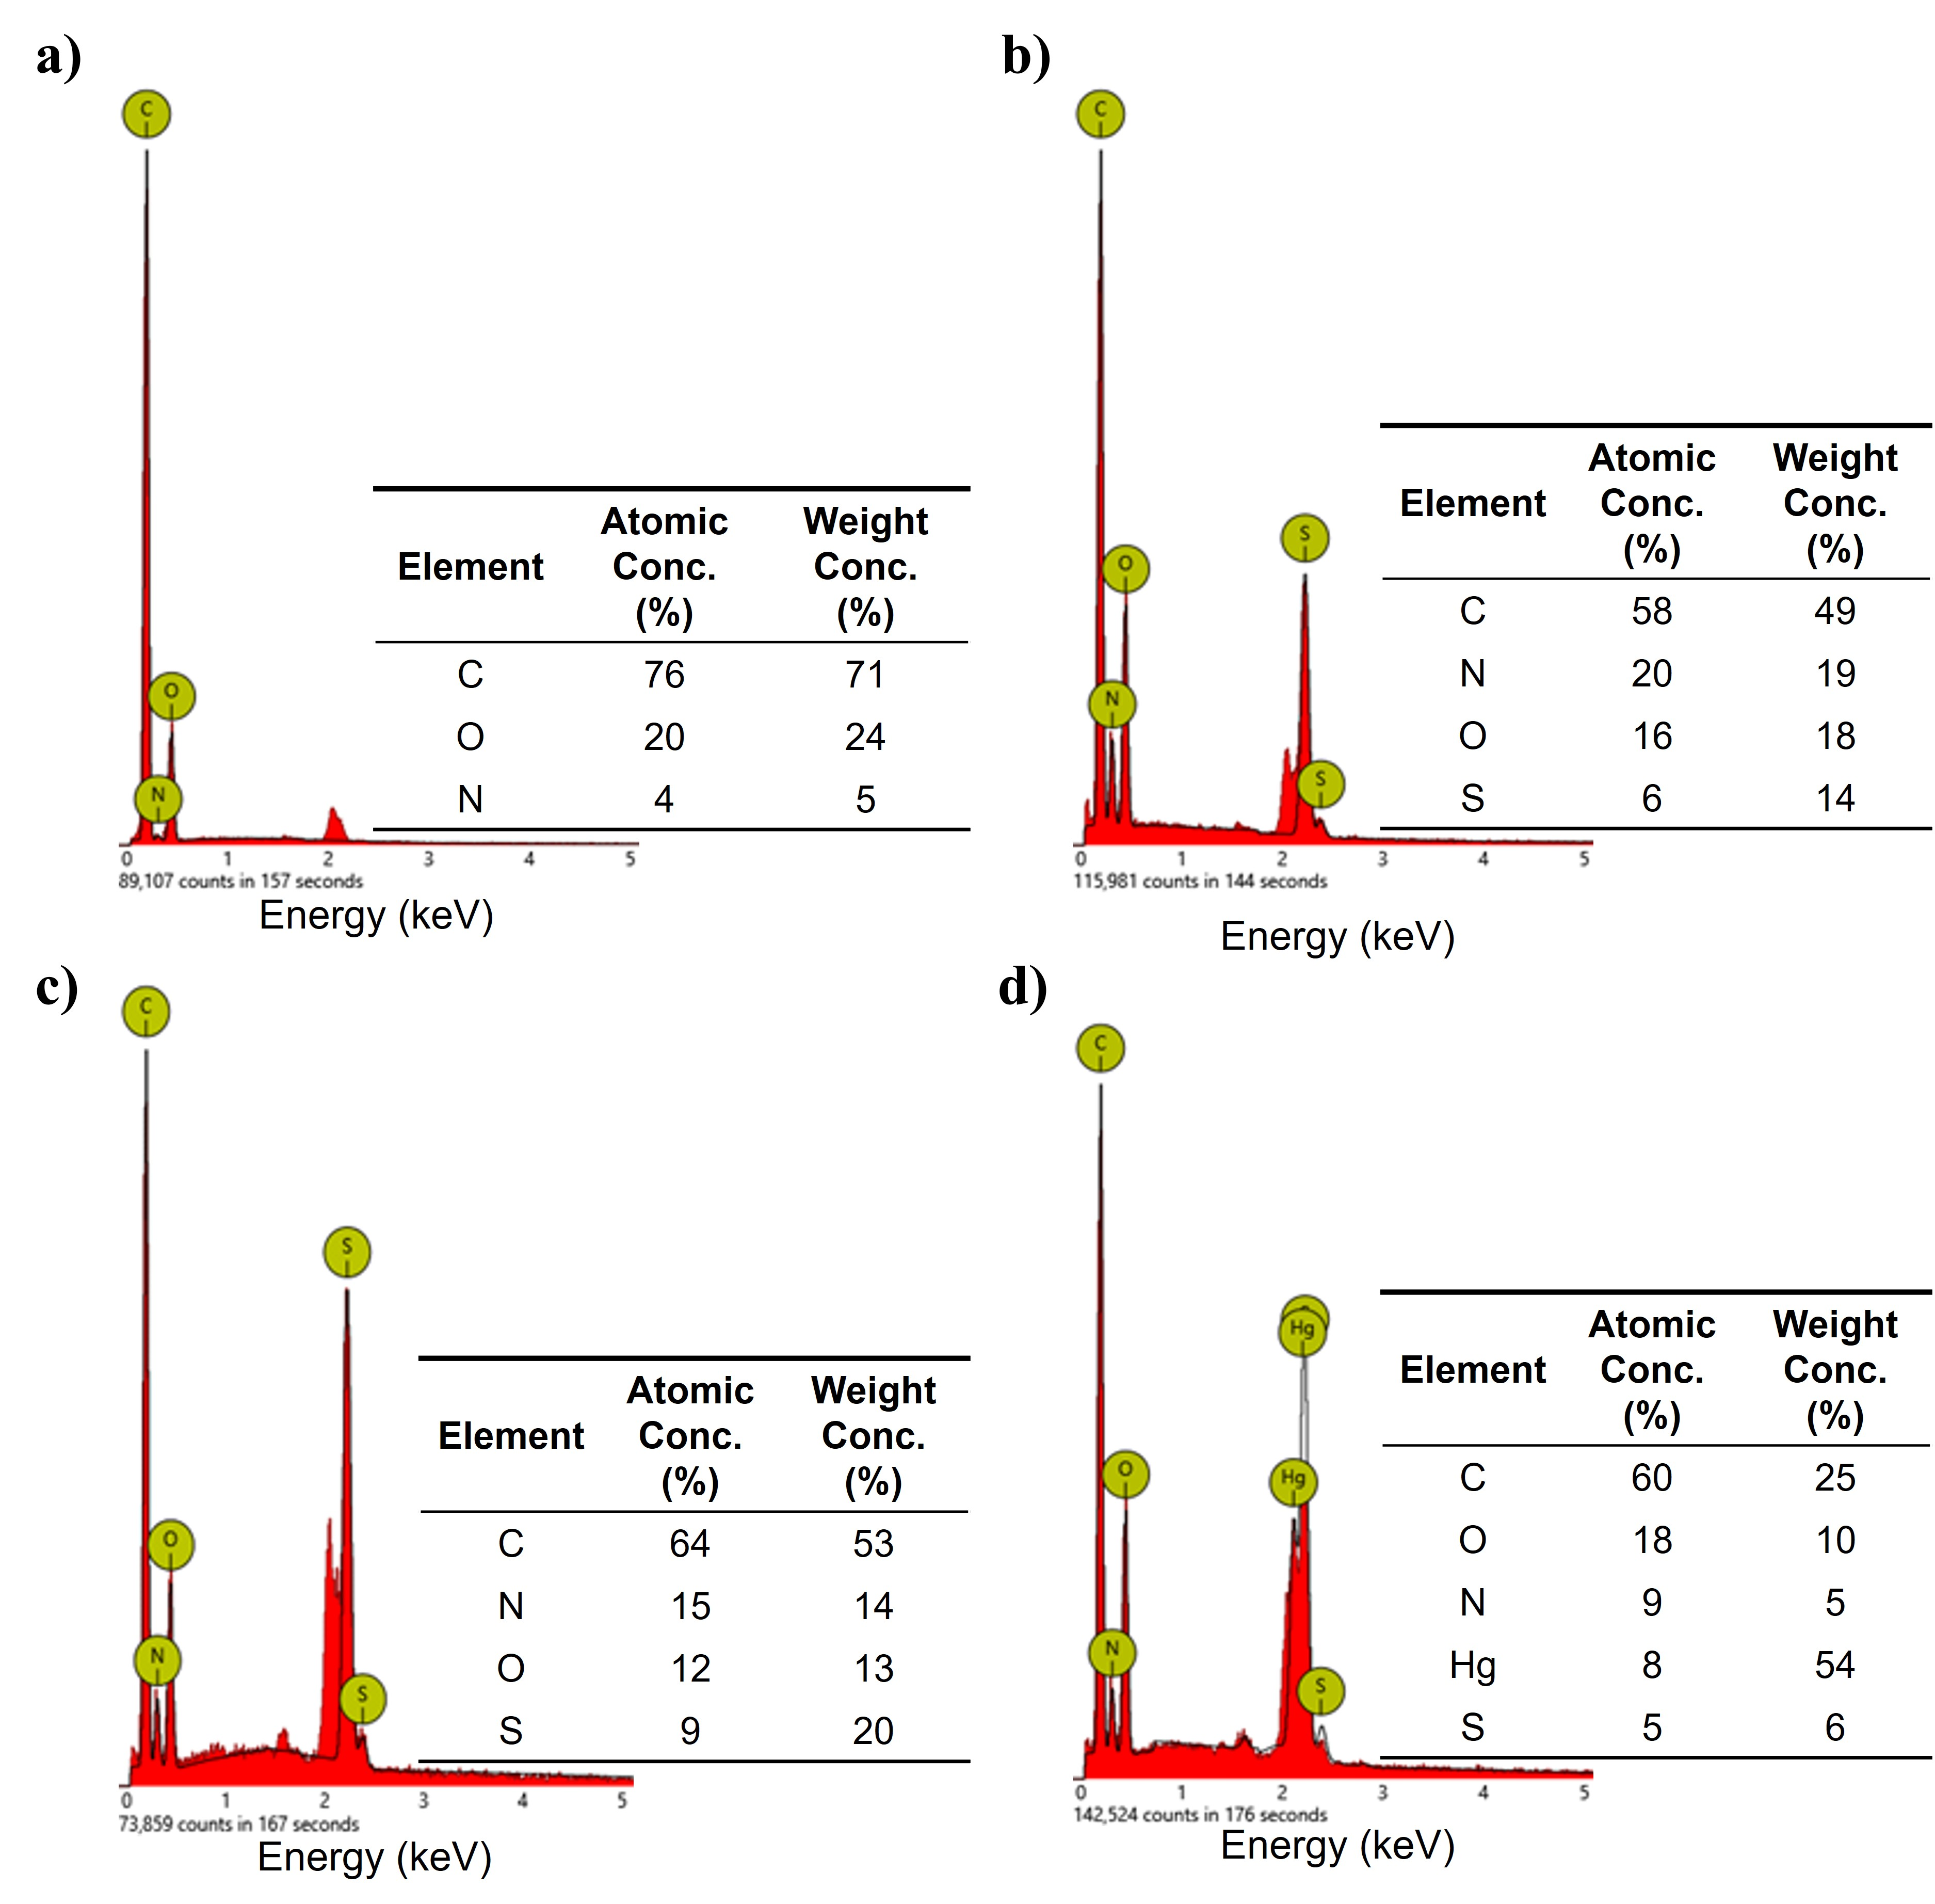 a)
C
O
N
Element Atomic Conc. (%) Weight Conc. (%)
C 76 71
O 20 24
N 4 5
0 1 2 3 4 5
89,107 counts in 157 seconds
Energy (keV)
b)
C
S
O
N
S
Element Atomic Conc. (%) Weight Conc. (%)
C 58 49
N 20 19
O 16 18
S 6 14
0 1 2 3 4 5
115,981 counts in 144 seconds
Energy (keV)
c)
C
S
O
N
S
Element Atomic Conc. (%) Weight Conc. (%)
C 64 53
N 15 14
O 12 13
S 9 20
0 1 2 3 4 5
73,859 counts in 167 seconds
Energy (keV)
d)
C
Hg
O
Hg
N
S
Element Atomic Conc. (%) Weight Conc. (%)
C 60 25
O 18 10
N 9 5
Hg 8 54
S 5 6
0 1 2 3 4 5
142,524 counts in 176 seconds
Energy (keV)